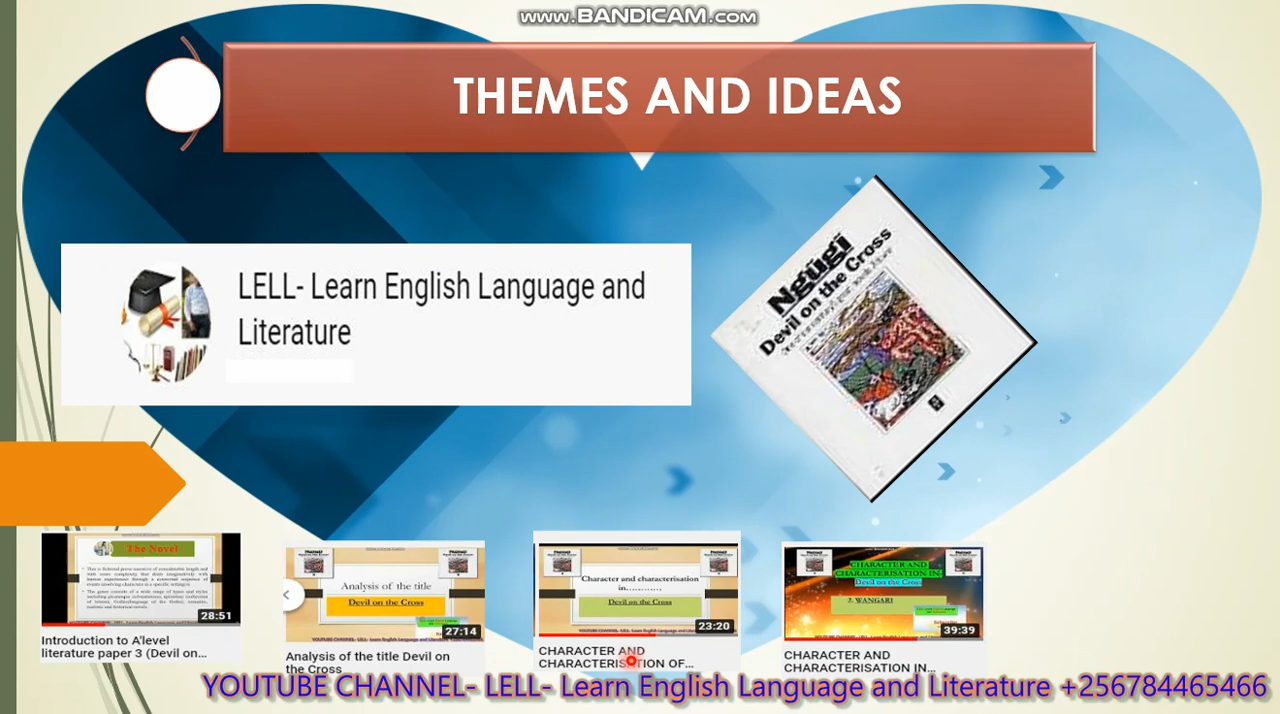 www.BANDICAM.com
THEMES AND IDEAS
LELL- Learn English Language and
Literature
Ngũgĩ
Devil on the Cross
The Novel
28:51
Introduction to A'level
literature paper 3 (Devil on...
Analysis of the title
Devil on the Cross
27:14
Analysis of the title Devil on
the Cross
Character and characterisation
in..........
Devil on the Cross
23:20
CHARACTER AND
CHARACTERISATION OF...
CHARACTER AND
CHARACTERISATION IN
Devil on the Cross
2. WANGARI
39:39
CHARACTER AND
CHARACTERISATION IN...
YOUTUBE CHANNEL- LELL- Learn English Language and Literature +256784465466